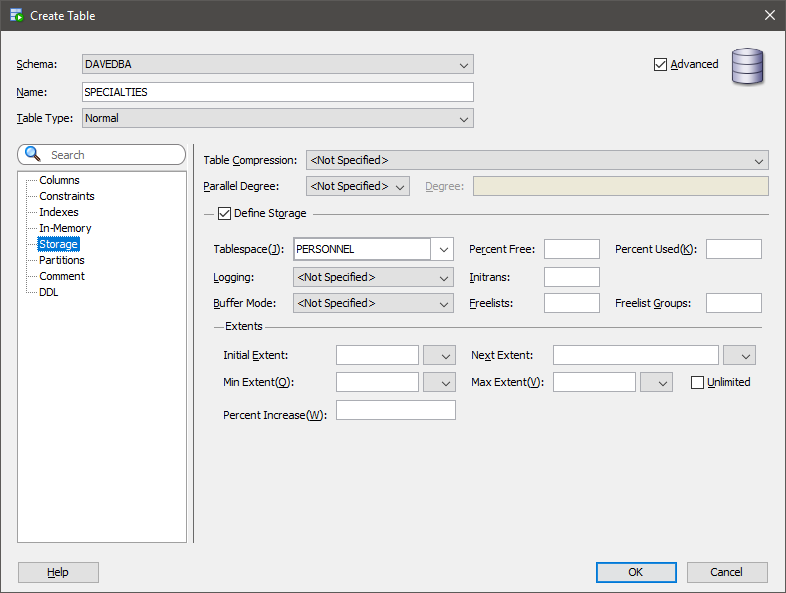 Create Table
Schema: DAVEDBA Advanced
Name: SPECIALTIES
Table Type: Normal
Search
Columns
Constraints
Indexes
In-Memory
Storage
Partitions
Comment
DDL
Table Compression: <Not Specified>
Parallel Degree: <Not Specified> Degree:
Define Storage
Tablespace(J): PERSONNEL Percent Free: Percent Used(K):
Logging: <Not Specified> Initrans:
Buffer Mode: <Not Specified> Freelists: Freelist Groups:
Extents
Initial Extent: Next Extent:
Min Extent(Q): Max Extent(V): Unlimited
Percent Increase(W):
Help OK Cancel